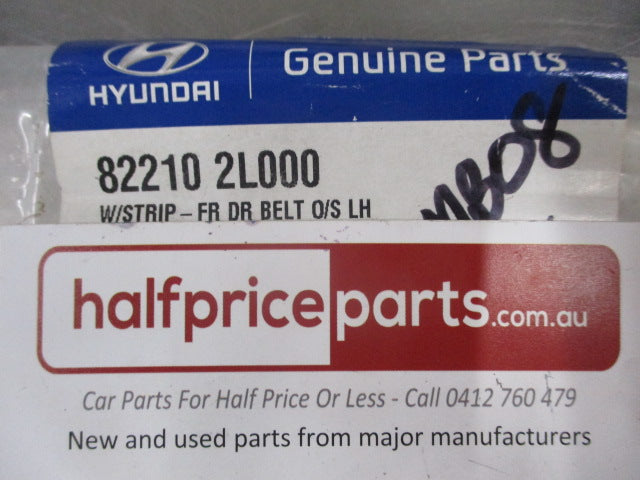 HYUNDAI
Genuine Parts
82210 2L000
W/STRIP - FR DR BELT O/S LH
halfpriceparts.com.au
Car Parts For Half Price Or Less - Call 0412 760 479
New and used parts from major manufacturers